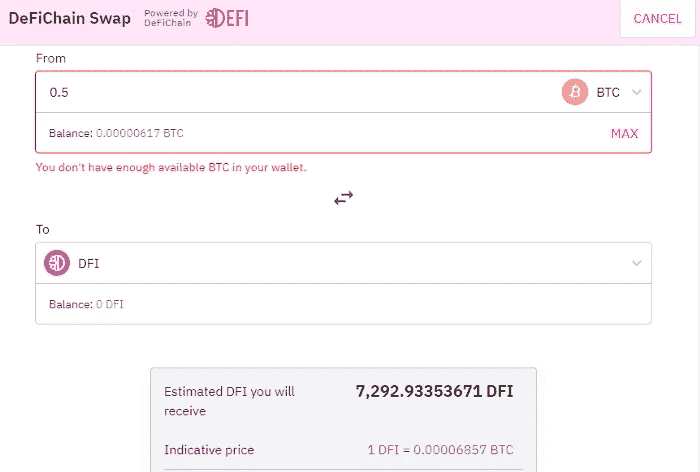 DeFiChain Swap Powered by DeFiChain DEFI CANCEL
From
0.5 BTC
Balance: 0.00000617 BTC MAX
You don't have enough available BTC in your wallet.
To
DFI
Balance: 0 DFI
Estimated DFI you will receive 7,292.93353671 DFI
Indicative price 1 DFI = 0.00006857 BTC